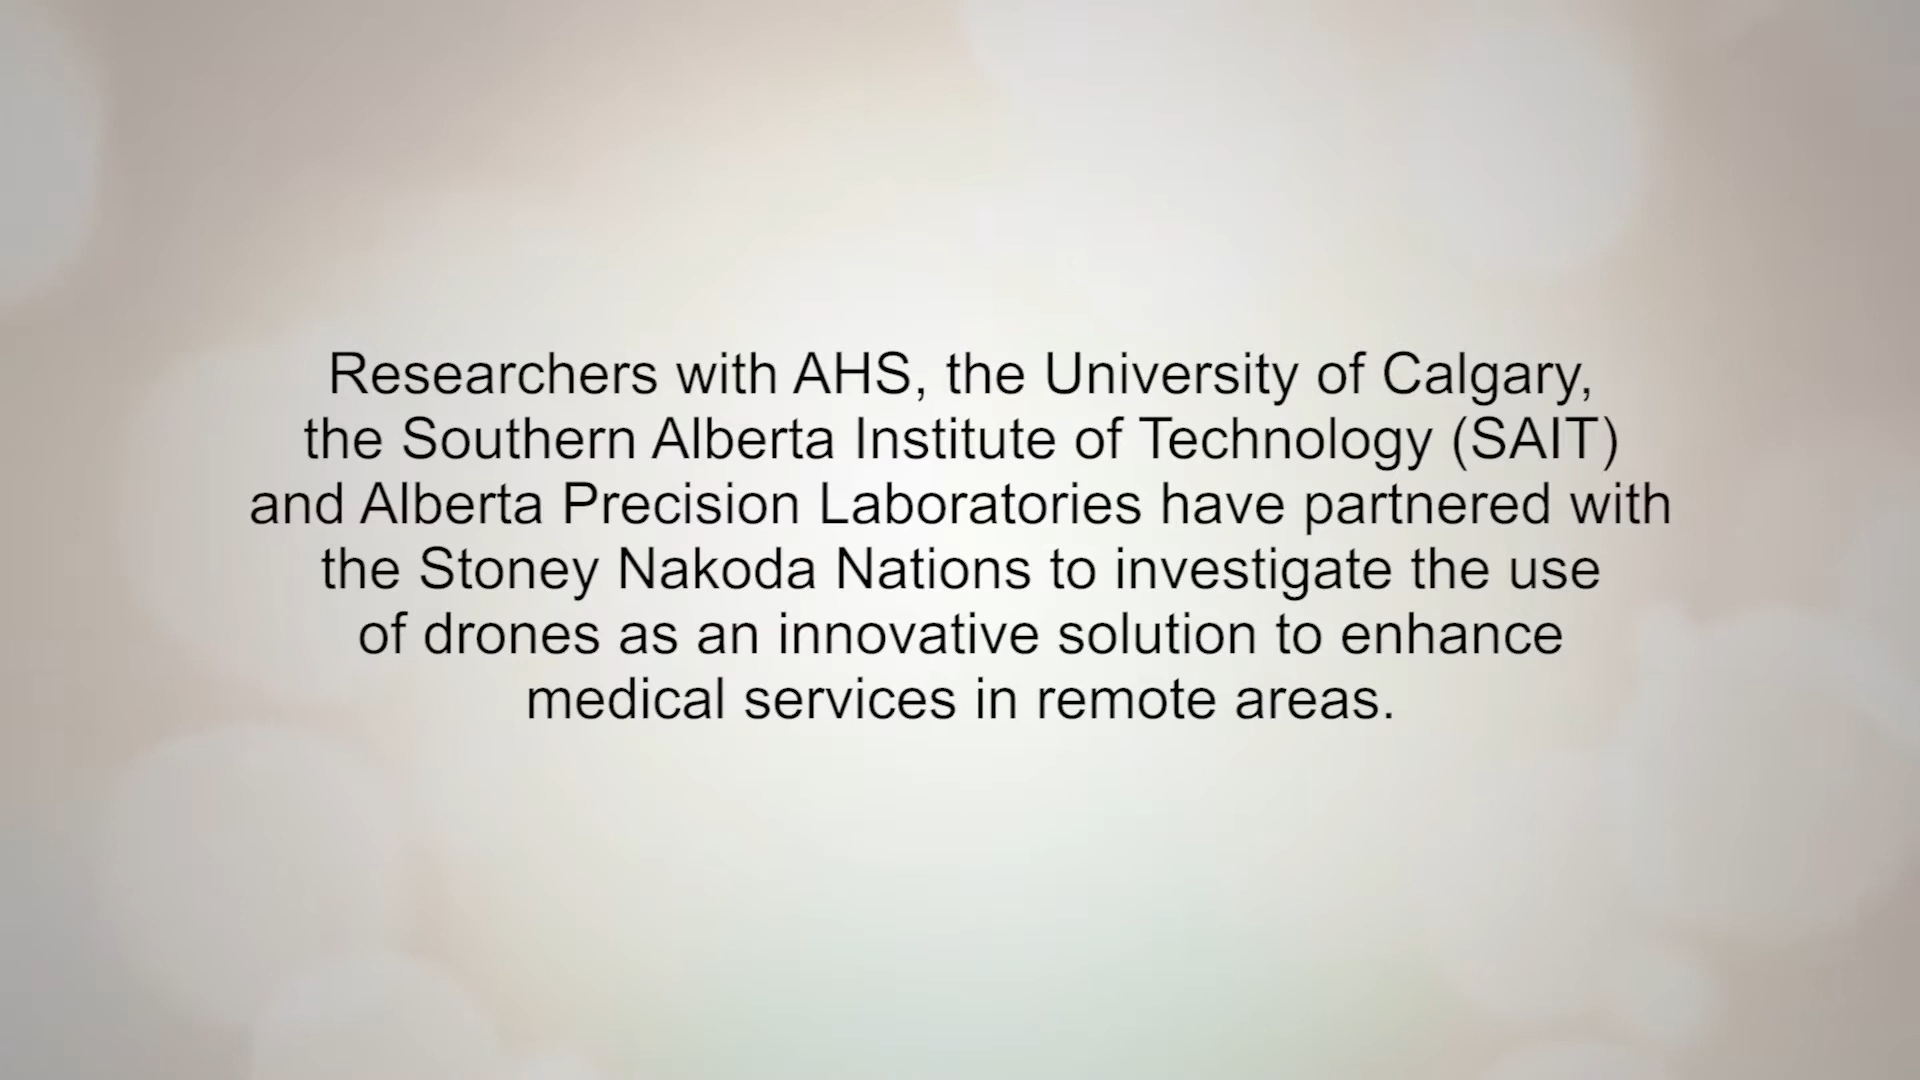 Researchers with AHS, the University of Calgary,
the Southern Alberta Institute of Technology (SAIT)
and Alberta Precision Laboratories have partnered with
the Stoney Nakoda Nations to investigate the use
of drones as an innovative solution to enhance
medical services in remote areas.